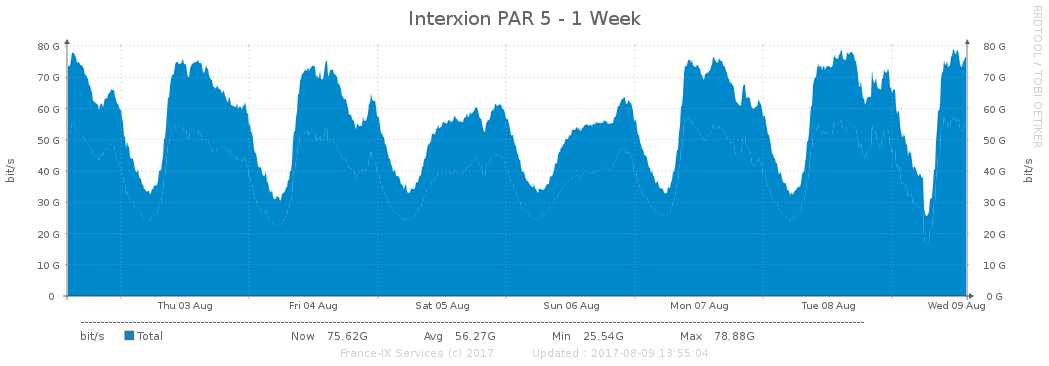 Interxion PAR 5 - 1 Week
RRDTOOL / TOBI OETIKER
bit/s
80 G
70 G
60 G
50 G
40 G
30 G
20 G
10 G
0
80 G
70 G
60 G
50 G
40 G
30 G
20 G
10 G
0 G
bit/s
Thu 03 Aug Fri 04 Aug Sat 05 Aug Sun 06 Aug Mon 07 Aug Tue 08 Aug Wed 09 Aug
bit/s Total Now 75.62G Avg 56.27G Min 25.54G Max 78.88G
France-IX Services (c) 2017 Updated : 2017-08-09 13:55:04